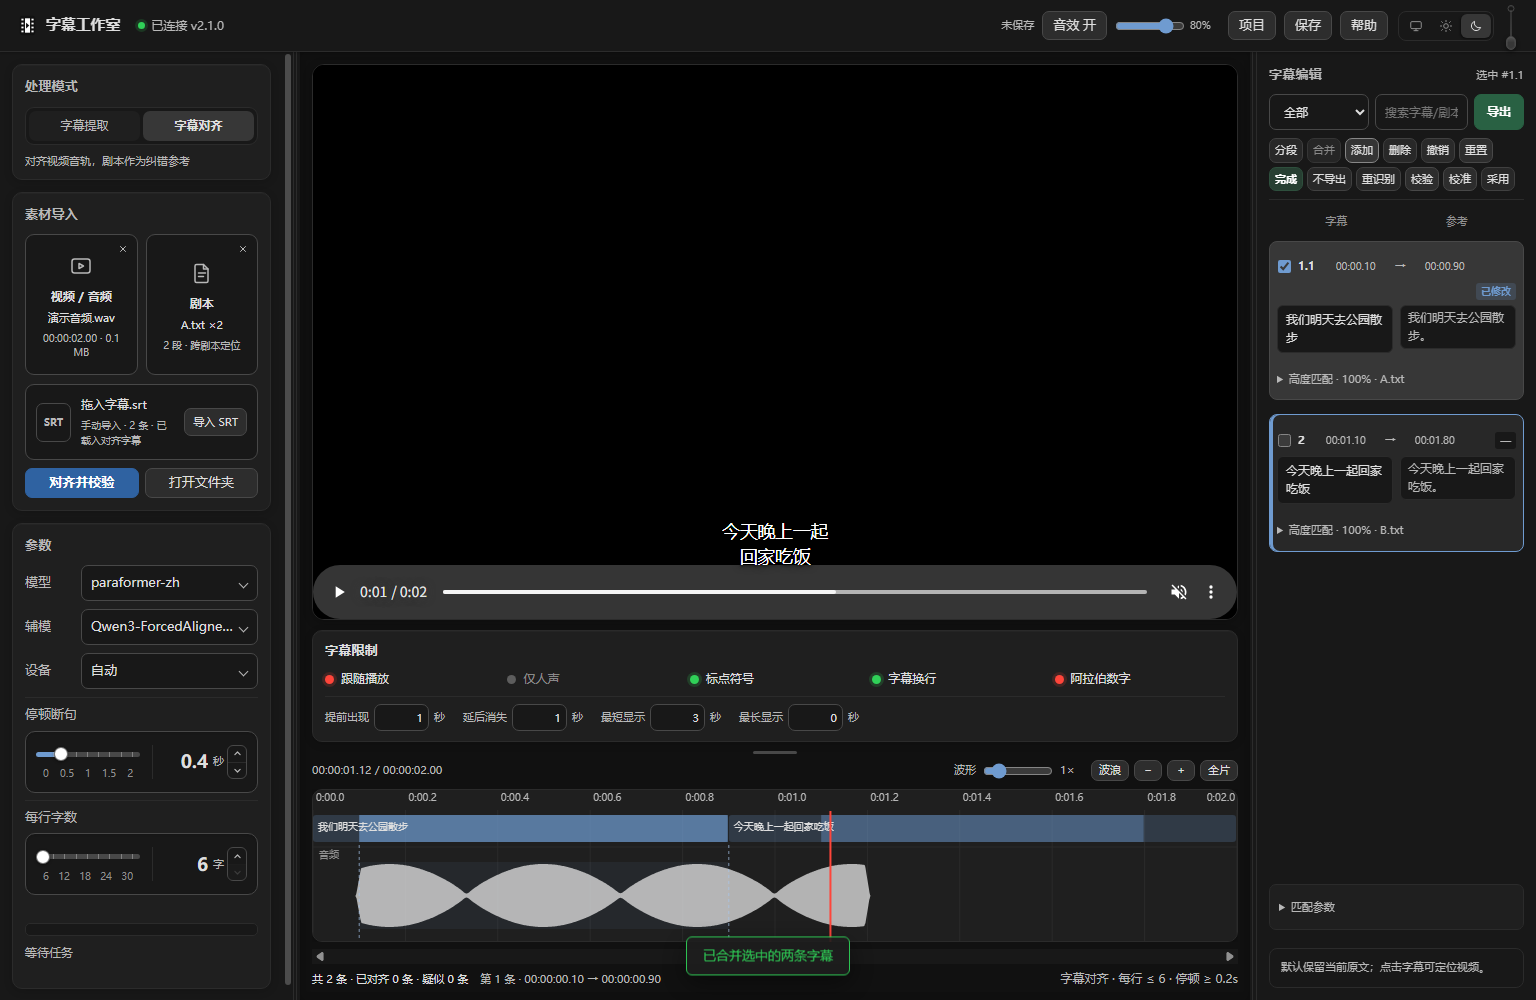 字幕工作室
已连接 v2.1.0
未保存
音效 开
80%
项目
保存
帮助
处理模式
字幕提取
字幕对齐
对齐视频音轨，剧本作为纠错参考
素材导入
×
视频 / 音频
演示音频.wav
00:00:02.00 · 0.1
MB
×
剧本
A.txt ×2
2 段 · 跨剧本定位
SRT
拖入字幕.srt
手动导入 · 2 条 · 已
载入对齐字幕
导入 SRT
对齐并校验
打开文件夹
参数
模型
paraformer-zh
辅模
Qwen3-ForcedAligne...
设备
自动
停顿断句
0 0.5 1 1.5 2
0.4 秒
每行字数
6 12 18 24 30
6 字
等待任务
今天晚上一起
回家吃饭
0:01 / 0:02
字幕限制
跟随播放
仅人声
标点符号
字幕换行
阿拉伯数字
提前出现 1 秒
延后消失 1 秒
最短显示 3 秒
最长显示 0 秒
00:00:01.12 / 00:00:02.00
波形
1×
波浪
−
+
全片
0:00.0 0:00.2 0:00.4 0:00.6 0:00.8 0:01.0 0:01.2 0:01.4 0:01.6 0:01.8 0:02.0
我们明天去公园散步
今天晚上一起回家吃饭
音频
已合并选中的两条字幕
共 2 条 · 已对齐 0 条 · 疑似 0 条
第 1 条 · 00:00:00.10 → 00:00:00.90
字幕对齐 · 每行 ≤ 6 · 停顿 ≥ 0.2s
字幕编辑
选中 #1.1
全部
搜索字幕/剧本
导出
分段
合并
添加
删除
撤销
重置
完成
不导出
重识别
校验
校准
采用
字幕
参考
1.1
00:00.10 → 00:00.90
已修改
我们明天去公园散
步
我们明天去公园散
步。
高度匹配 · 100% · A.txt
2
00:01.10 → 00:01.80
—
今天晚上一起回家
吃饭
今天晚上一起回家
吃饭。
高度匹配 · 100% · B.txt
匹配参数
默认保留当前原文；点击字幕可定位视频。